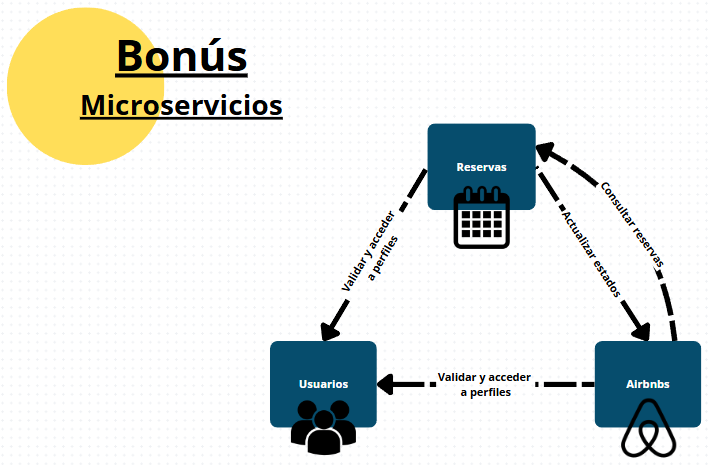 Bonús
Microservicios
Reservas
Consultar reservas
Actualizar estados
Validar y acceder
a perfiles
Usuarios
Validar y acceder
a perfiles
Airbnbs